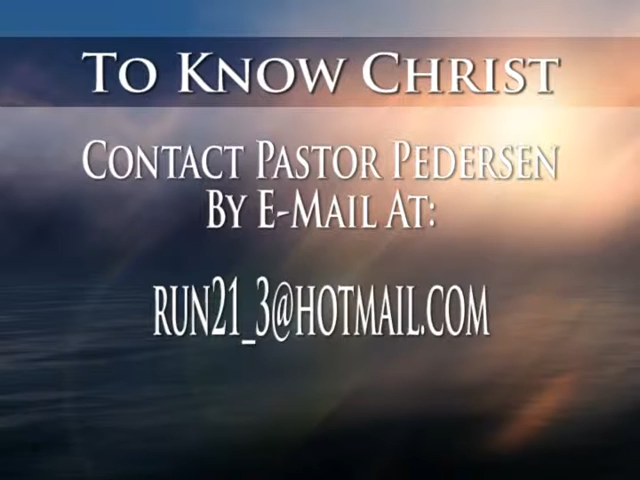 To Know Christ
Contact Pastor Pedersen
By E-Mail At:
run21_3@hotmail.com